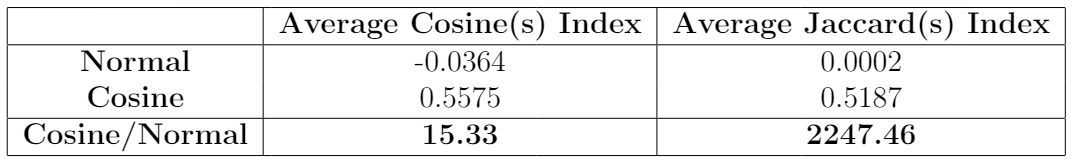 Average Cosine(s) Index Average Jaccard(s) Index
Normal -0.0364 0.0002
Cosine 0.5575 0.5187
Cosine/Normal 15.33 2247.46